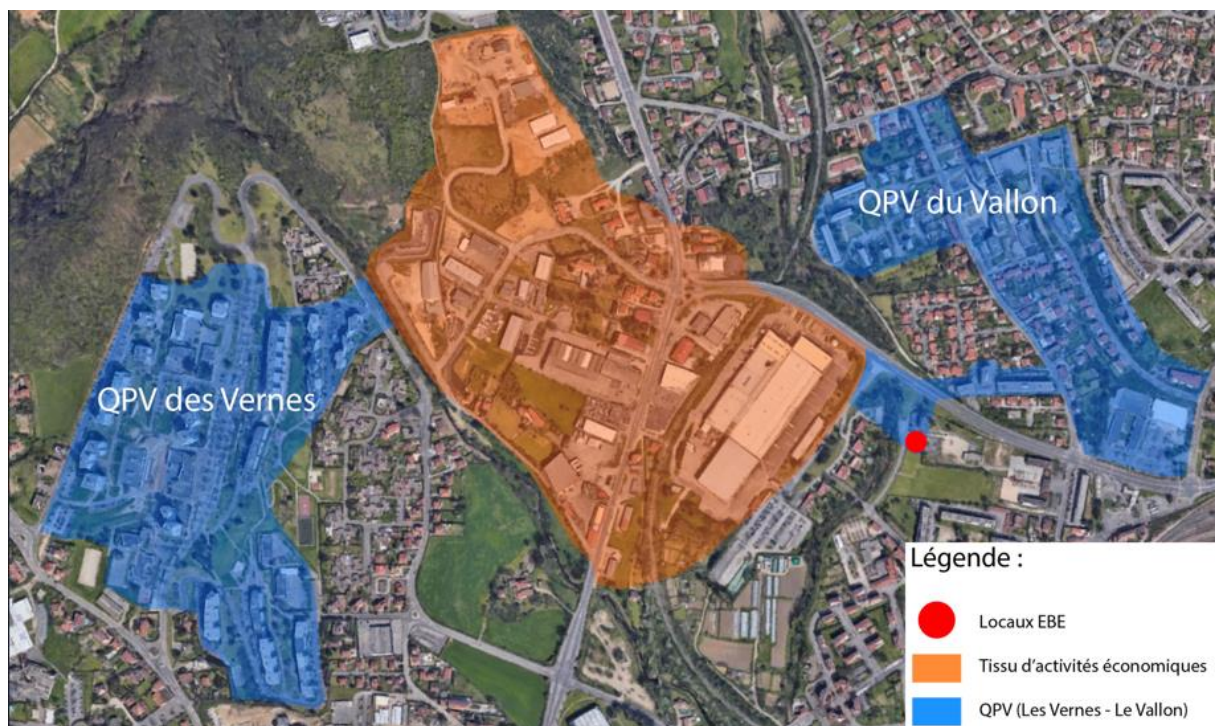 QPV du Vallon
QPV des Vernes
Légende :
Locaux EBE
Tissu d'activités économiques
QPV (Les Vernes - Le Vallon)